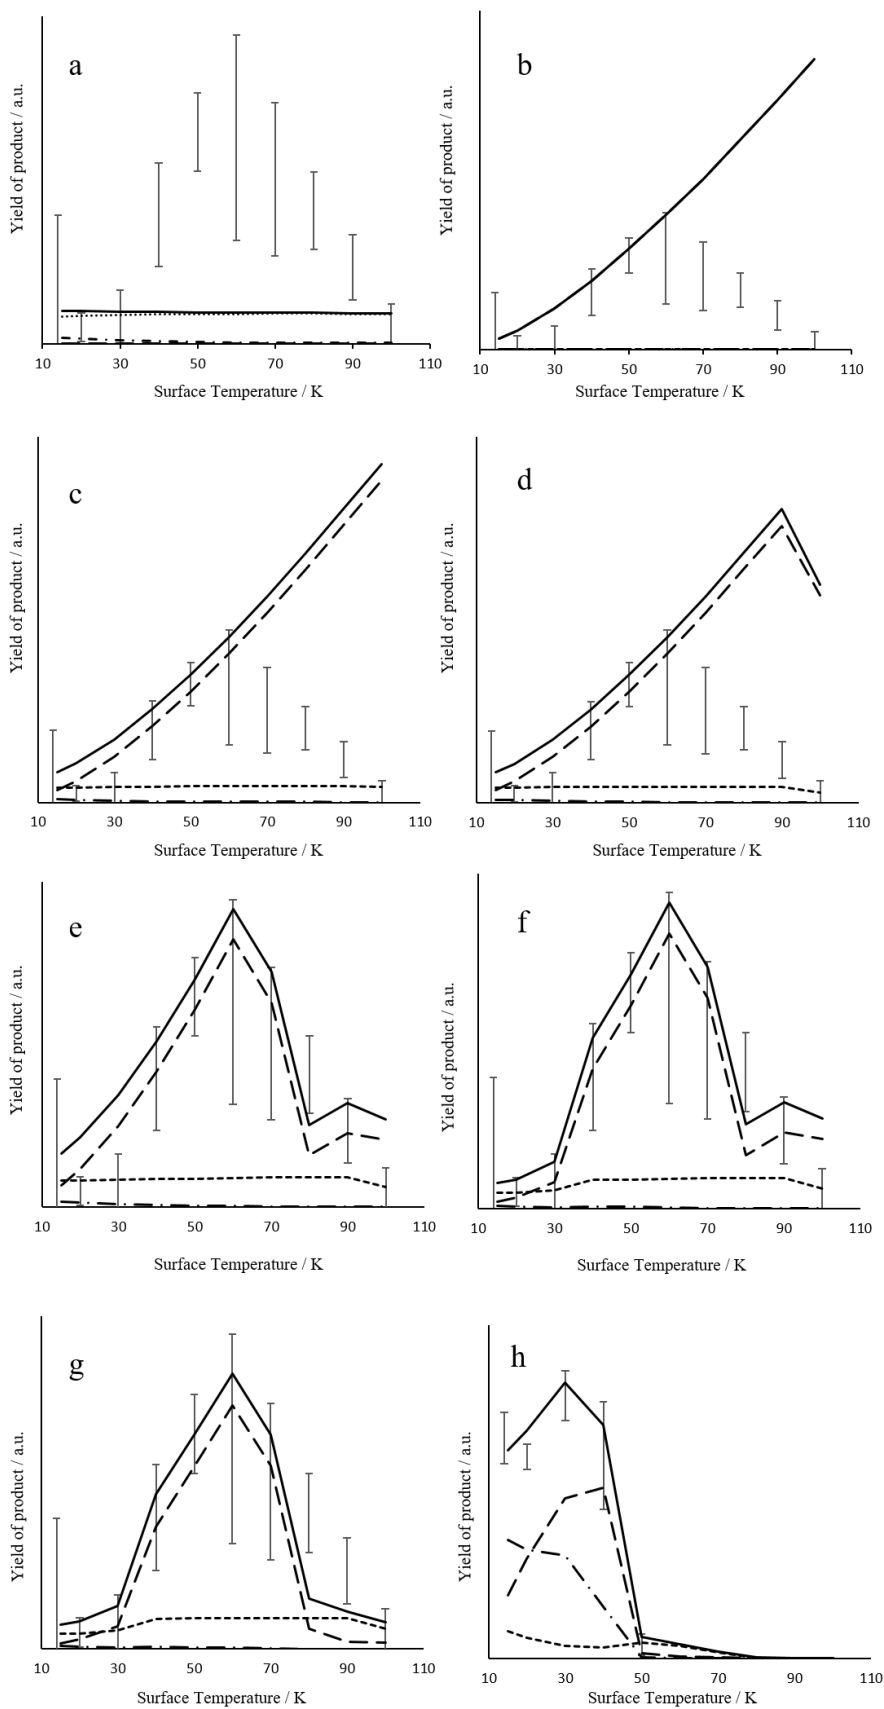 a
Yield of product / a.u.
10 30 50 70 90 110
Surface Temperature / K
b
Yield of product / a.u.
10 30 50 70 90 110
Surface Temperature / K
c
Yield of product / a.u.
10 30 50 70 90 110
Surface Temperature / K
d
Yield of product / a.u.
10 30 50 70 90 110
Surface Temperature / K
e
Yield of product / a.u.
10 30 50 70 90 110
Surface Temperature / K
f
Yield of product / a.u.
10 30 50 70 90 110
Surface Temperature / K
g
Yield of product / a.u.
10 30 50 70 90 110
Surface Temperature / K
h
Yield of product / a.u.
10 30 50 70 90 110
Surface Temperature / K